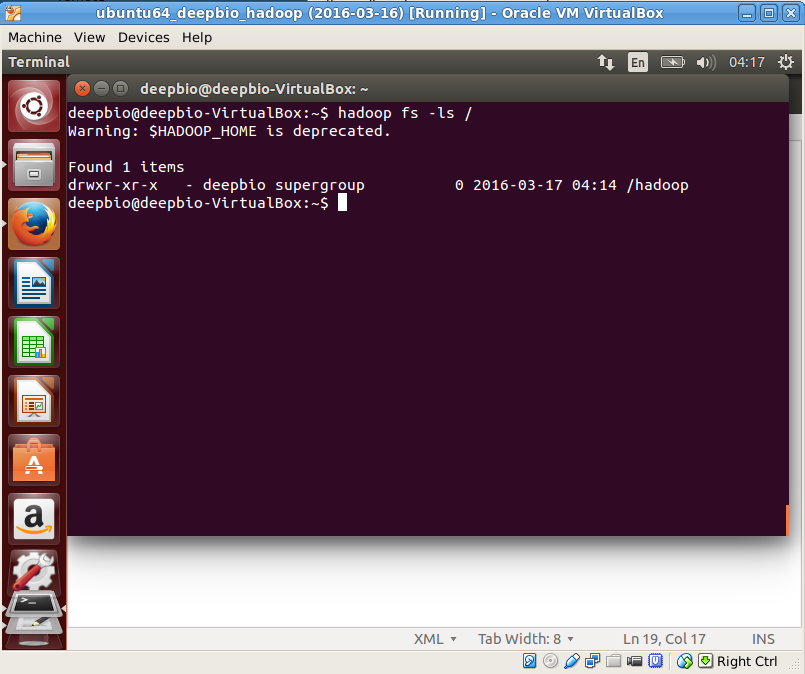 ubuntu64_deepbio_hadoop (2016-03-16) [Running] - Oracle VM VirtualBox
Machine View Devices Help
Terminal En 04:17
deepbio@deepbio-VirtualBox: ~
deepbio@deepbio-VirtualBox:~$ hadoop fs -ls /
Warning: $HADOOP_HOME is deprecated.
Found 1 items
drwxr-xr-x   - deepbio supergroup          0 2016-03-17 04:14 /hadoop
deepbio@deepbio-VirtualBox:~$
a
XML Tab Width: 8 Ln 19, Col 17 INS
Right Ctrl